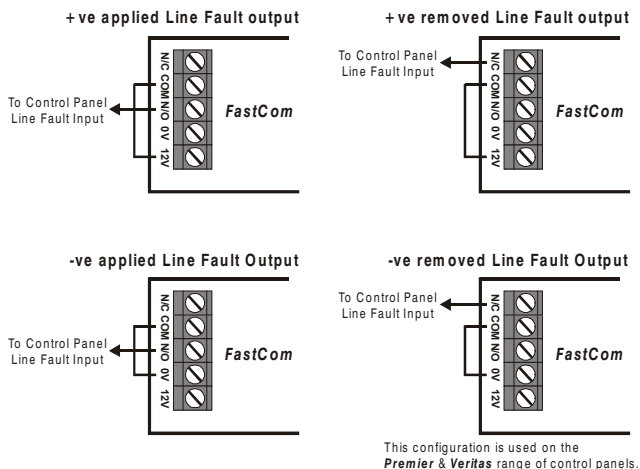 +ve applied Line Fault output
N/C COM N/O 0V 12V
To Control Panel
Line Fault Input
FastCom
+ve removed Line Fault output
To Control Panel
Line Fault Input
N/C COM N/O 0V 12V
FastCom
-ve applied Line Fault Output
N/C COM N/O 0V 12V
To Control Panel
Line Fault Input
FastCom
-ve removed Line Fault Output
To Control Panel
Line Fault Input
N/C COM N/O 0V 12V
FastCom
This configuration is used on the
Premier & Veritas range of control panels.